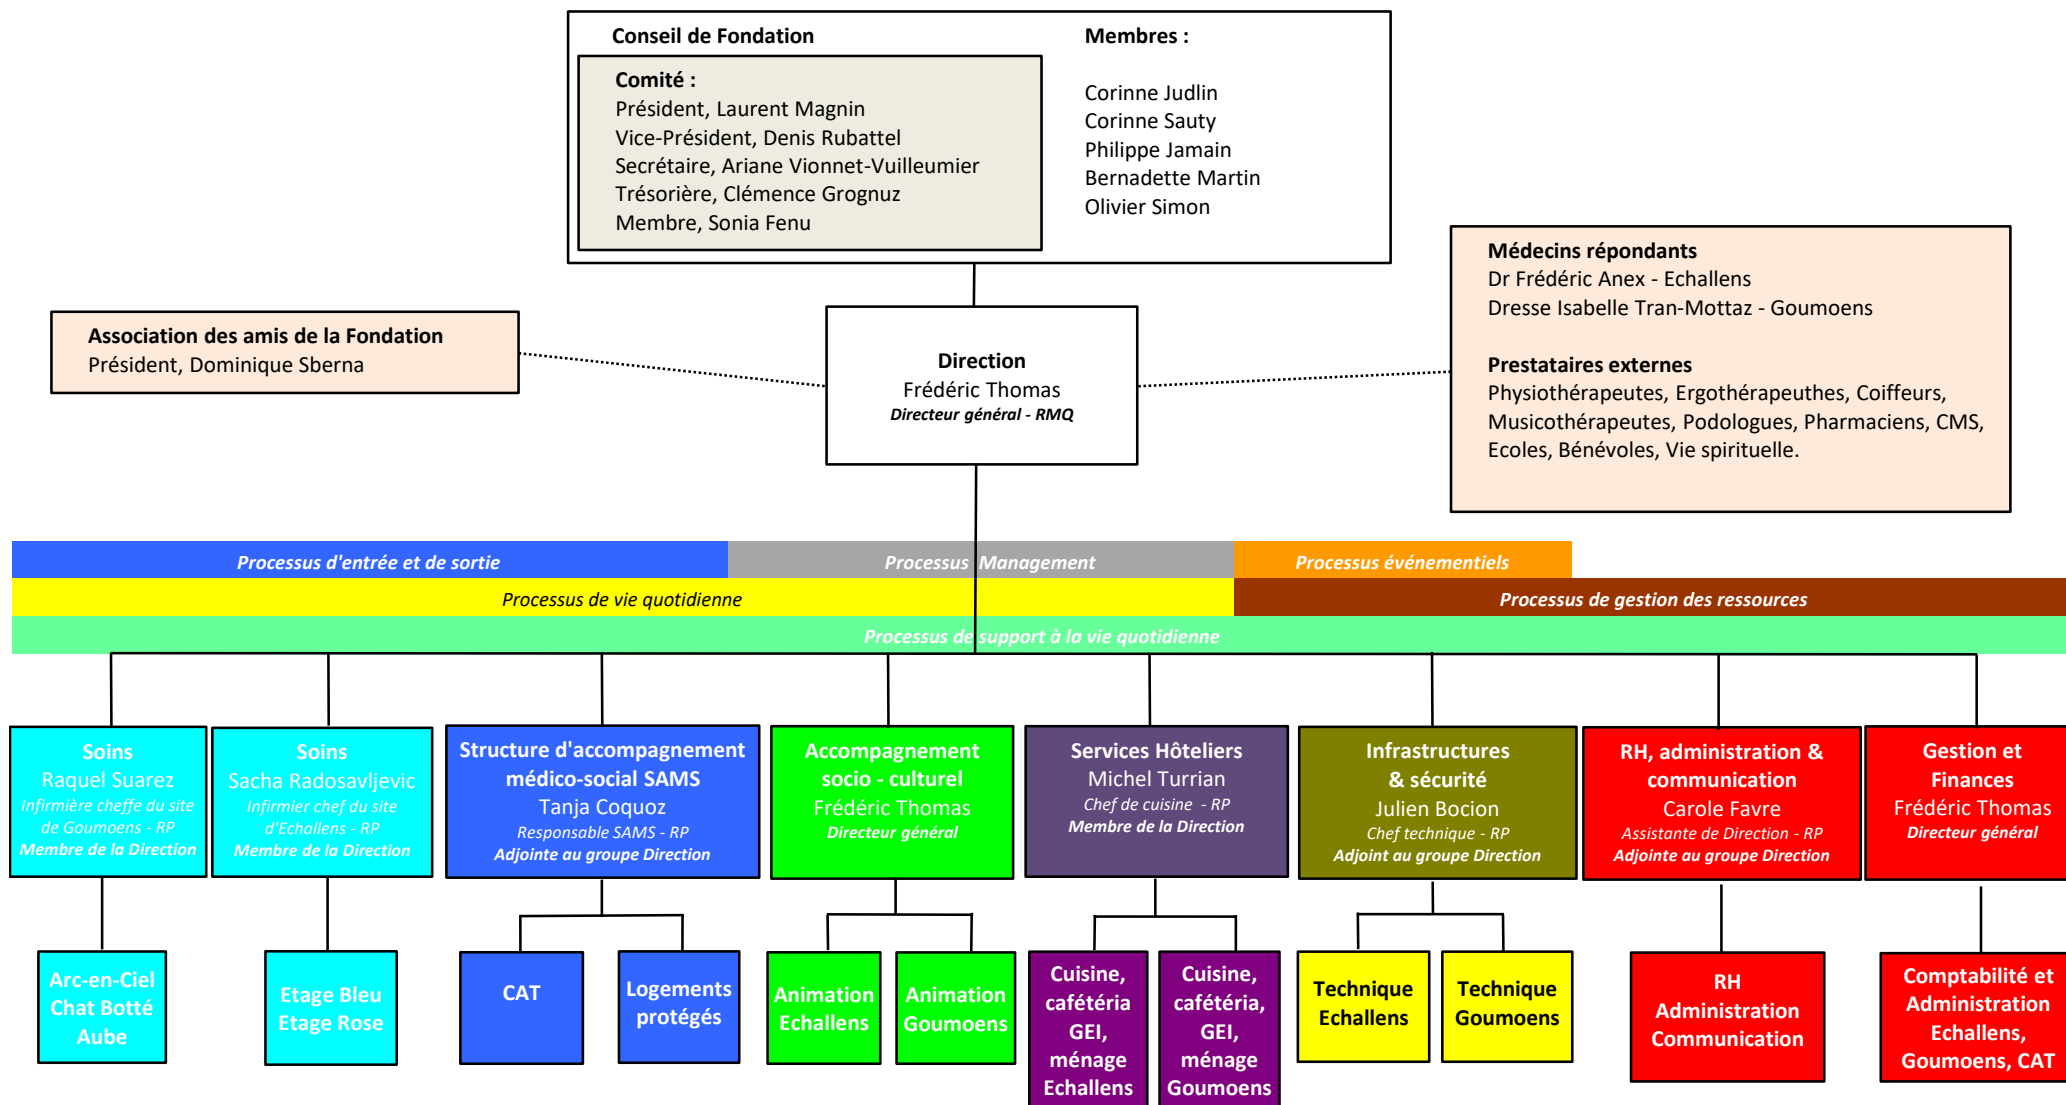 Conseil de Fondation
Comité :
Président, Laurent Magnin
Vice-Président, Denis Rubattel
Secrétaire, Ariane Vionnet-Vuilleumier
Trésorière, Clémence Grognuz
Membre, Sonia Fenu
Membres :
Corinne Judlin
Corinne Sauty
Philippe Jamain
Bernadette Martin
Olivier Simon
Association des amis de la Fondation
Président, Dominique Sberna
Direction
Frédéric Thomas
Directeur général - RMQ
Médecins répondants
Dr Frédéric Anex - Echallens
Dresse Isabelle Tran-Mottaz - Goumoens
Prestataires externes
Physiothérapeutes, Ergothérapeuthes, Coiffeurs,
Musicothérapeutes, Podologues, Pharmaciens, CMS,
Ecoles, Bénévoles, Vie spirituelle.
Processus d'entrée et de sortie
Processus Management
Processus événementiels
Processus de vie quotidienne
Processus de gestion des ressources
Processus de support à la vie quotidienne
Soins
Raquel Suarez
Infirmière cheffe du site
de Goumoens - RP
Membre de la Direction
Soins
Sacha Radosavljevic
Infirmier chef du site
d'Echallens - RP
Membre de la Direction
Structure d'accompagnement
médico-social SAMS
Tanja Coquoz
Responsable SAMS - RP
Adjointe au groupe Direction
Accompagnement
socio - culturel
Frédéric Thomas
Directeur général
Services Hôteliers
Michel Turrian
Chef de cuisine - RP
Membre de la Direction
Infrastructures
& sécurité
Julien Bocion
Chef technique - RP
Adjoint au groupe Direction
RH, administration &
communication
Carole Favre
Assistante de Direction - RP
Adjointe au groupe Direction
Gestion et
Finances
Frédéric Thomas
Directeur général
Arc-en-Ciel
Chat Botté
Aube
Etage Bleu
Etage Rose
CAT
Logements
protégés
Animation
Echallens
Animation
Goumoens
Cuisine,
cafétéria
GEI,
ménage
Echallens
Cuisine,
cafétéria,
GEI,
ménage
Goumoens
Technique
Echallens
Technique
Goumoens
RH
Administration
Communication
Comptabilité et
Administration
Echallens,
Goumoens, CAT